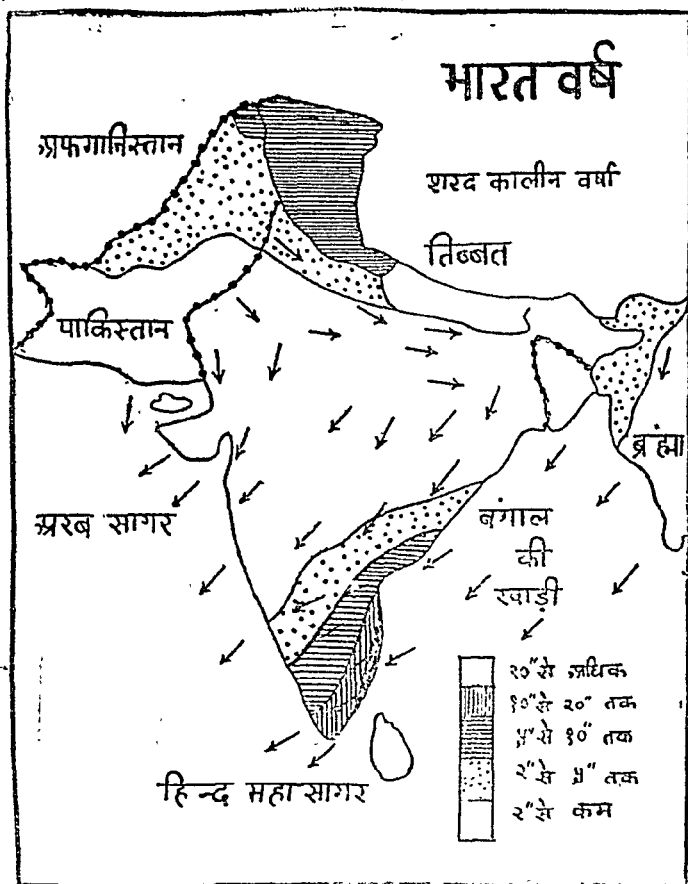 भारत वर्ष
अफगानिस्तान
शरद कालीन वर्षा
तिब्बत
पाकिस्तान
ब्रह्मा
अरब सागर
बंगाल
की
खाड़ी
२०" से अधिक
१०" से २०" तक
५" से १०" तक
२" से ५" तक
२" से कम
हिन्द महासागर